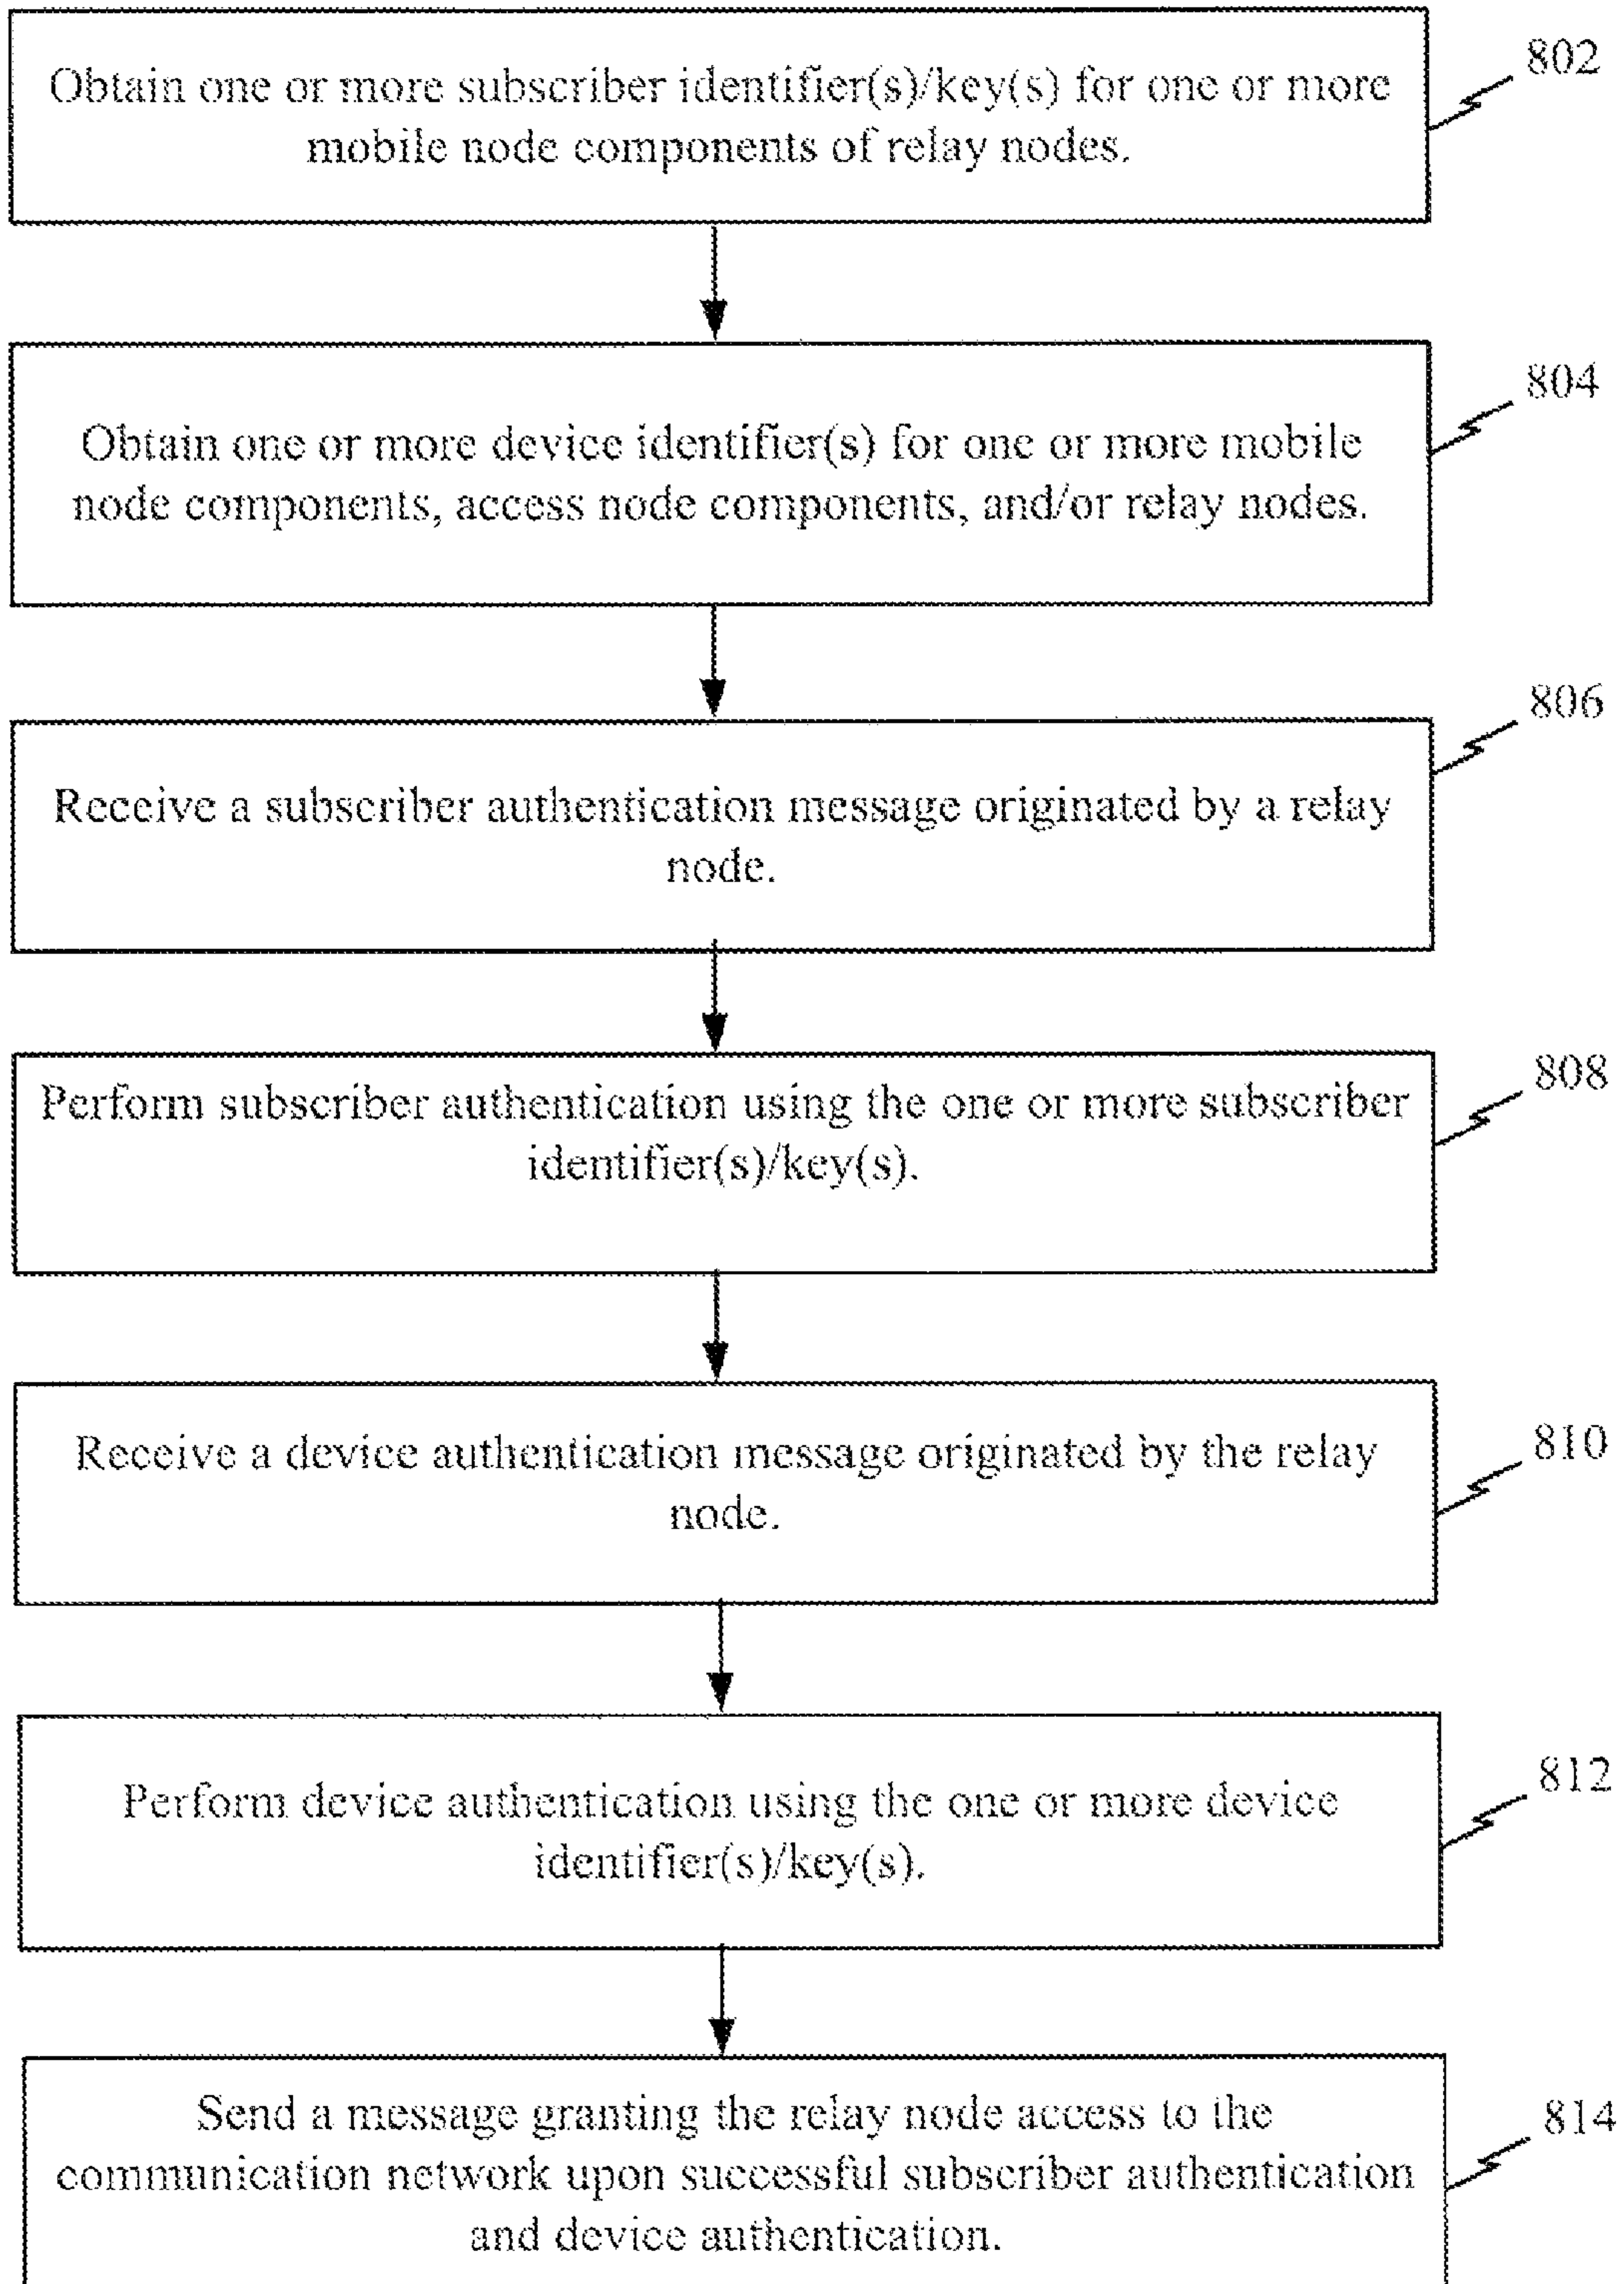 802
Obtain one or more subscriber identifier(s)/key(s) for one or more
mobile node components of relay nodes.
804
Obtain one or more device identifier(s) for one or more mobile
node components, access node components, and/or relay nodes.
806
Receive a subscriber authentication message originated by a relay
node.
808
Perform subscriber authentication using the one or more subscriber
identifier(s)/key(s).
810
Receive a device authentication message originated by the relay
node.
812
Perform device authentication using the one or more device
identifier(s)/key(s).
814
Send a message granting the relay node access to the
communication network upon successful subscriber authentication
and device authentication.